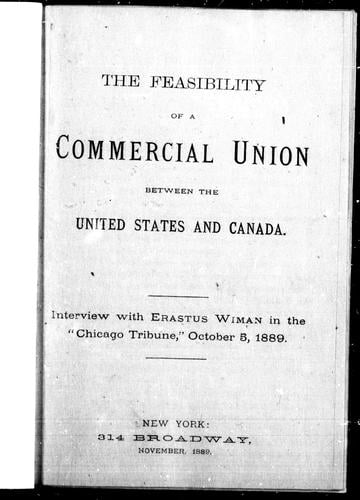 THE FEASIBILITY
OF A
COMMERCIAL UNION
BETWEEN THE
UNITED STATES AND CANADA.
Interview with ERASTUS WIMAN in the
"Chicago Tribune," October 5, 1889.
NEW YORK:
314 BROADWAY,
NOVEMBER, 1889.